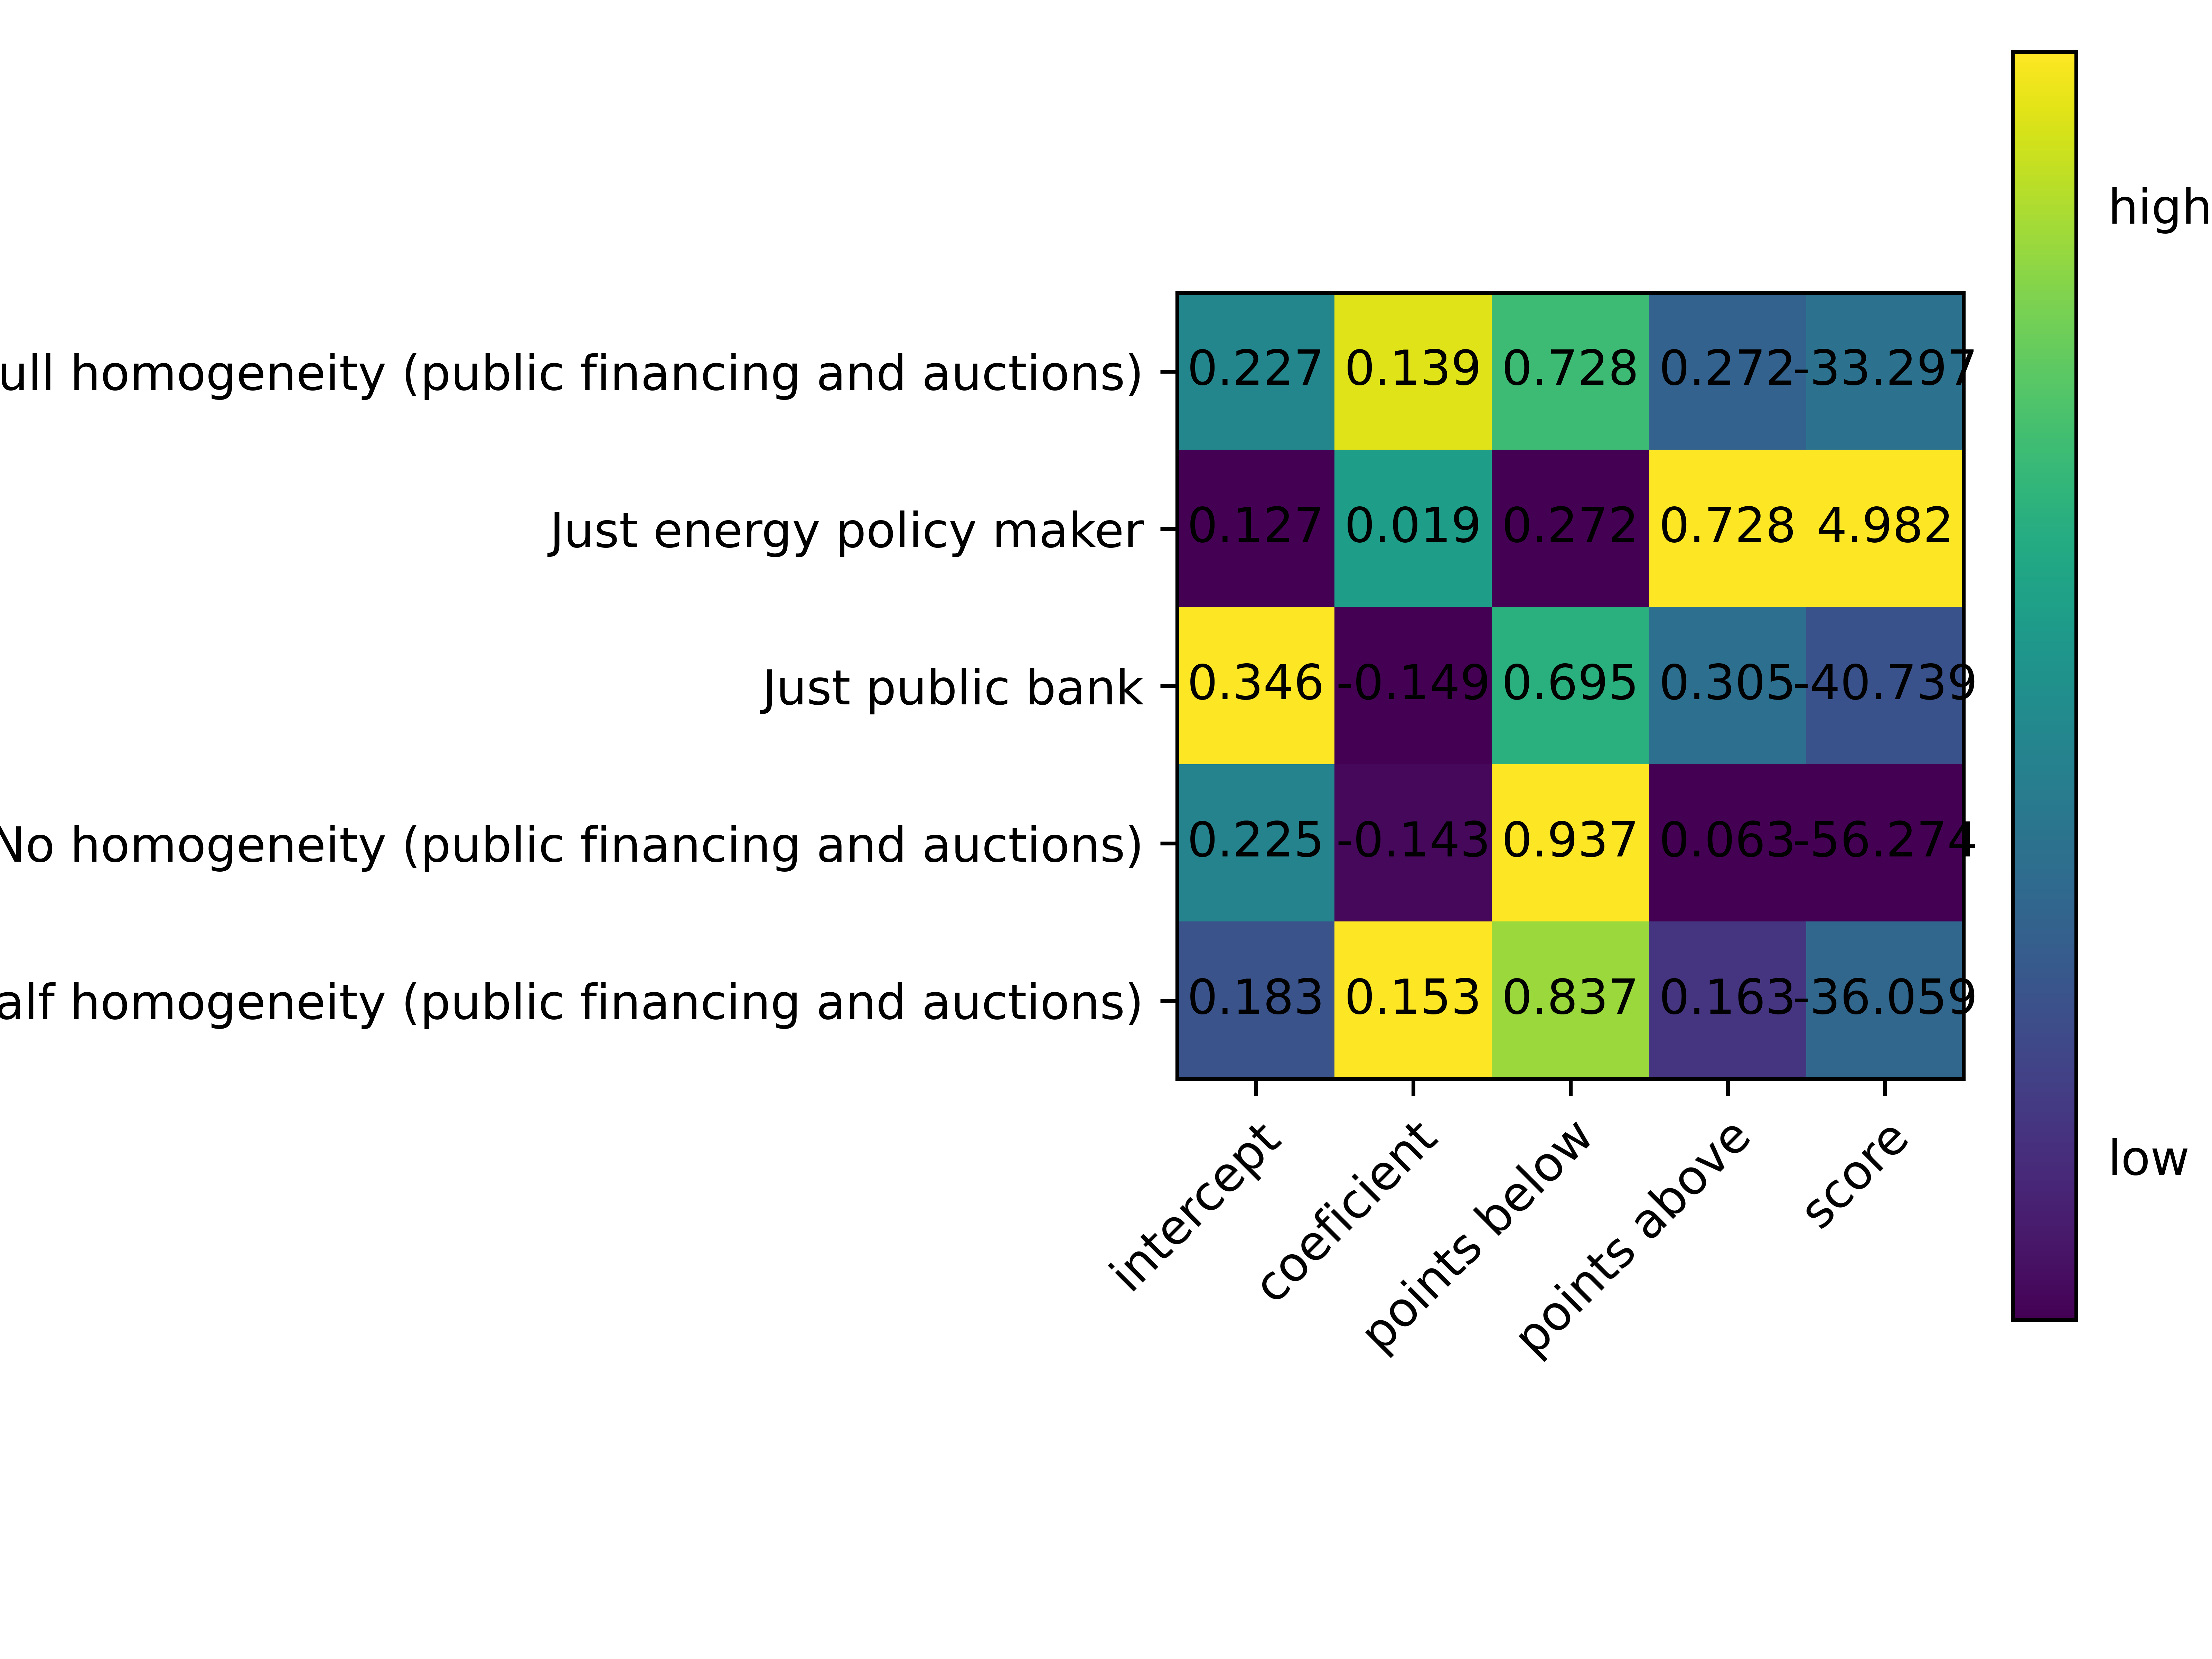 high
ull homogeneity (public financing and auctions) 0.227 0.139 0.728 0.272 -33.297
Just energy policy maker 0.127 0.019 0.272 0.728 4.982
Just public bank 0.346 -0.149 0.695 0.305 -40.739
No homogeneity (public financing and auctions) 0.225 -0.143 0.937 0.063 -56.274
alf homogeneity (public financing and auctions) 0.183 0.153 0.837 0.163 -36.059
low
intercept coeficient points below points above score